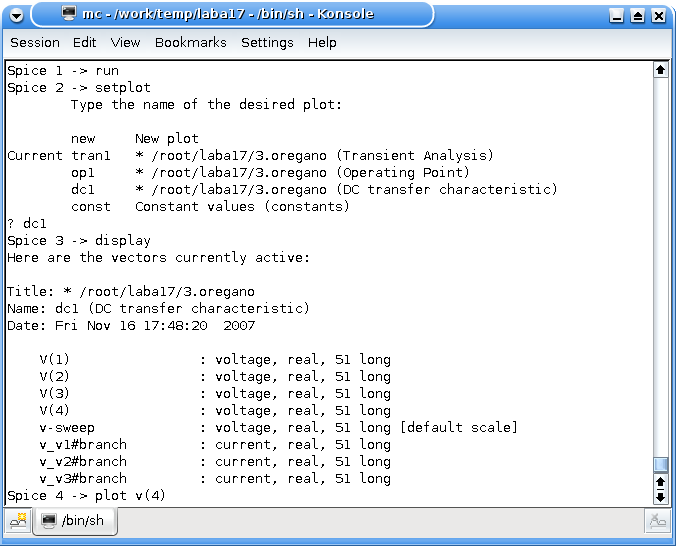 mc - /work/temp/laba17 - /bin/sh - Konsole
Session Edit View Bookmarks Settings Help
Spice 1 -> run
Spice 2 -> setplot
Type the name of the desired plot:
new New plot
Current tran1 * /root/laba17/3.oregano (Transient Analysis)
op1 * /root/laba17/3.oregano (Operating Point)
dc1 * /root/laba17/3.oregano (DC transfer characteristic)
const Constant values (constants)
? dc1
Spice 3 -> display
Here are the vectors currently active:
Title: * /root/laba17/3.oregano
Name: dc1 (DC transfer characteristic)
Date: Fri Nov 16 17:48:20 2007
V(1) : voltage, real, 51 long
V(2) : voltage, real, 51 long
V(3) : voltage, real, 51 long
V(4) : voltage, real, 51 long
v-sweep : voltage, real, 51 long [default scale]
v_v1#branch : current, real, 51 long
v_v2#branch : current, real, 51 long
v_v3#branch : current, real, 51 long
Spice 4 -> plot v(4)
/bin/sh